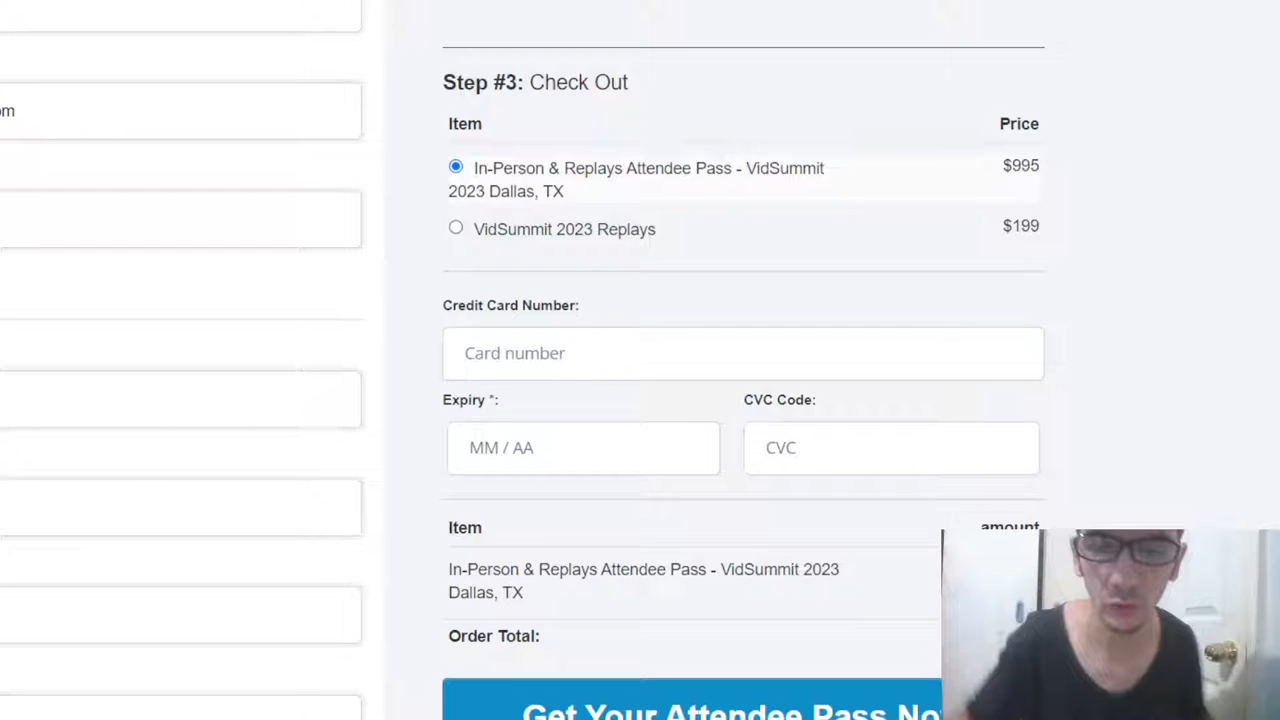 om
Step #3: Check Out
Item Price
In-Person & Replays Attendee Pass - VidSummit $995
2023 Dallas, TX
VidSummit 2023 Replays $199
Credit Card Number:
Card number
Expiry *: CVC Code:
MM / AA CVC
Item amount
In-Person & Replays Attendee Pass - VidSummit 2023
Dallas, TX
Order Total:
Get Your Attendee Pass No